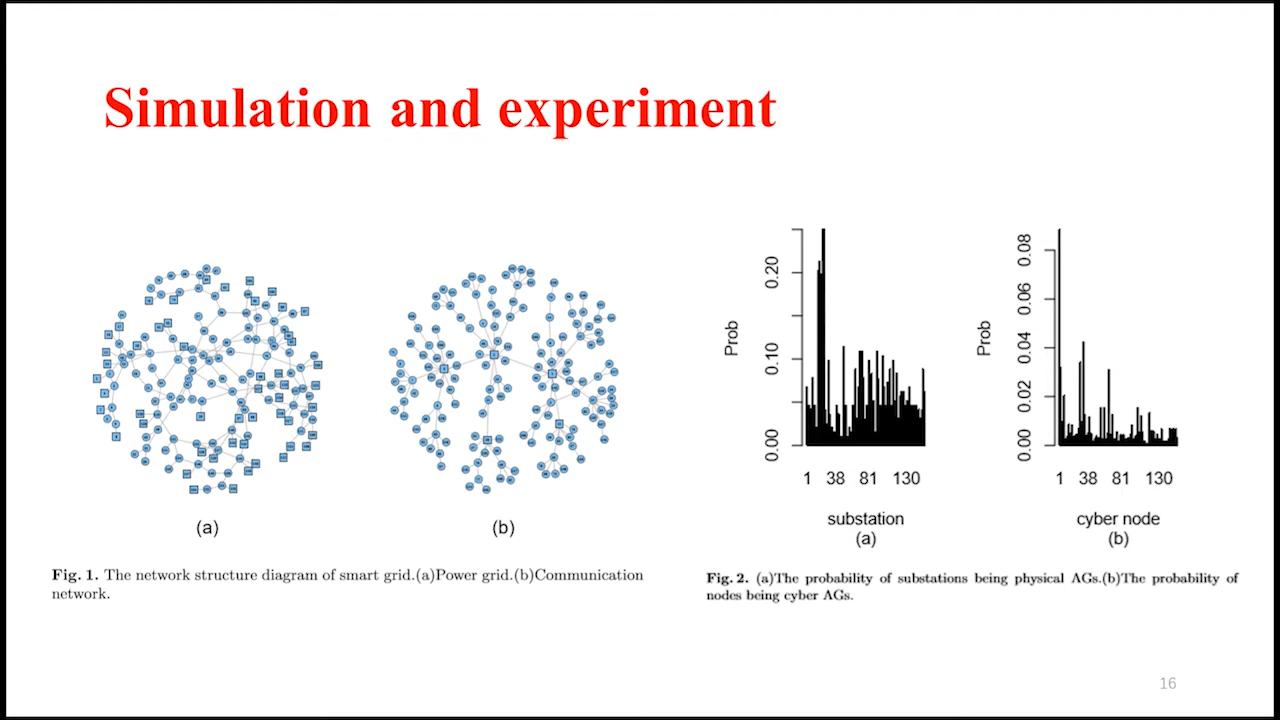 Simulation and experiment
(a)
(b)
Fig. 1. The network structure diagram of smart grid.(a)Power grid.(b)Communication
network.
Prob
0.00 0.10 0.20
1 38 81 130
substation
(a)
Prob
0.00 0.02 0.04 0.06 0.08
1 38 81 130
cyber node
(b)
Fig. 2. (a)The probability of substations being physical AGs.(b)The probability of
nodes being cyber AGs.
16